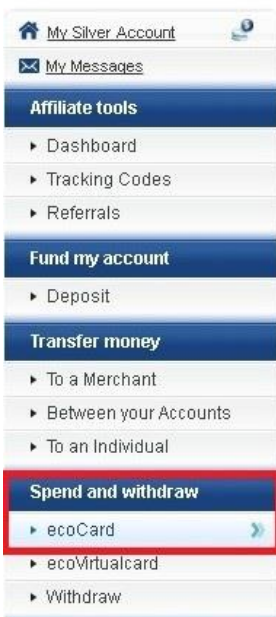 My Silver Account
My Messages
Affiliate tools
Dashboard
Tracking Codes
Referrals
Fund my account
Deposit
Transfer money
To a Merchant
Between your Accounts
To an Individual
Spend and withdraw
ecoCard
ecoVirtualcard
Withdraw